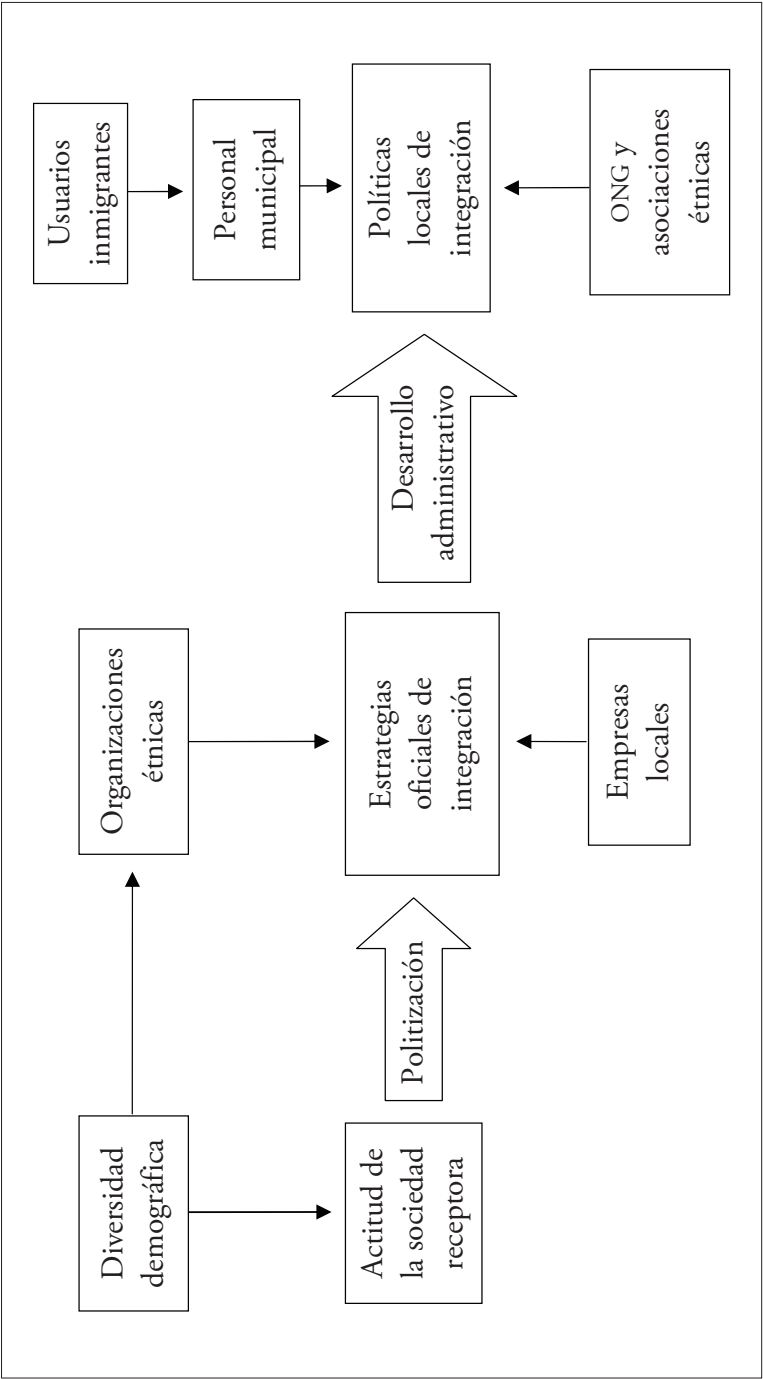 Diversidad
demográfica
Organizaciones
étnicas
Usuarios
inmigrantes
Personal
municipal
Actitud de
la sociedad
receptora
Politización
Estrategias
oficiales de
integración
Desarrollo
administrativo
Políticas
locales de
integración
Empresas
locales
ONG y
asociaciones
étnicas